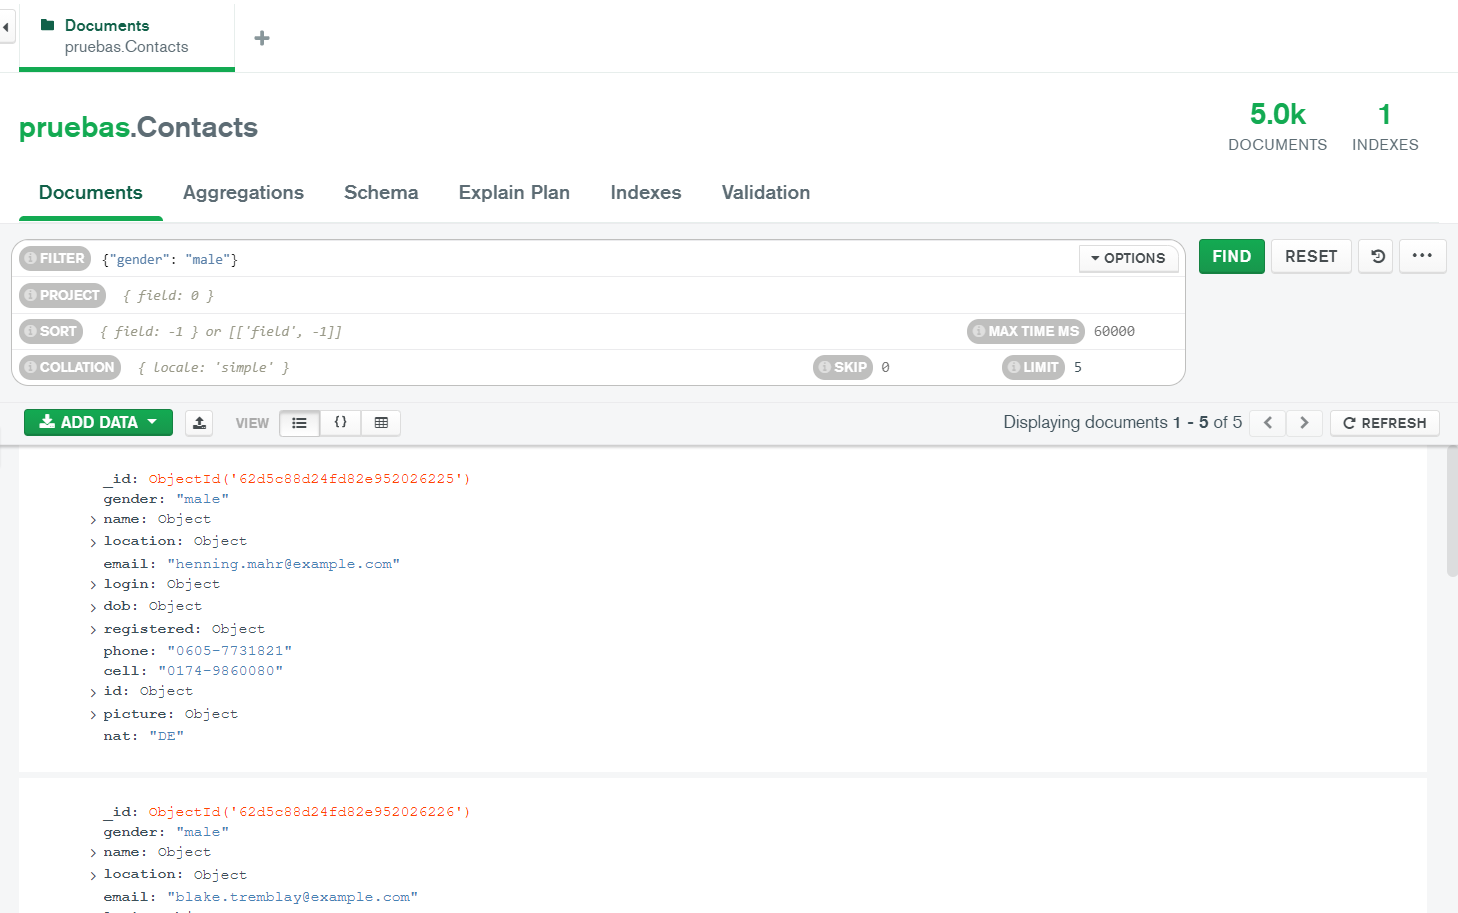 Documents
pruebas.Contacts
pruebas.Contacts
5.0k 1
DOCUMENTS INDEXES
Documents Aggregations Schema Explain Plan Indexes Validation
FILTER {"gender": "male"} OPTIONS FIND RESET
PROJECT { field: 0 }
SORT { field: -1 } or [['field', -1]] MAX TIME MS 60000
COLLATION { locale: 'simple' } SKIP 0 LIMIT 5
ADD DATA VIEW {} Displaying documents 1 - 5 of 5 REFRESH
_id: ObjectId('62d5c88d24fd82e952026225')
gender: "male"
name: Object
location: Object
email: "henning.mahr@example.com"
login: Object
dob: Object
registered: Object
phone: "0605-7731821"
cell: "0174-9860080"
id: Object
picture: Object
nat: "DE"
_id: ObjectId('62d5c88d24fd82e952026226')
gender: "male"
name: Object
location: Object
email: "blake.tremblay@example.com"